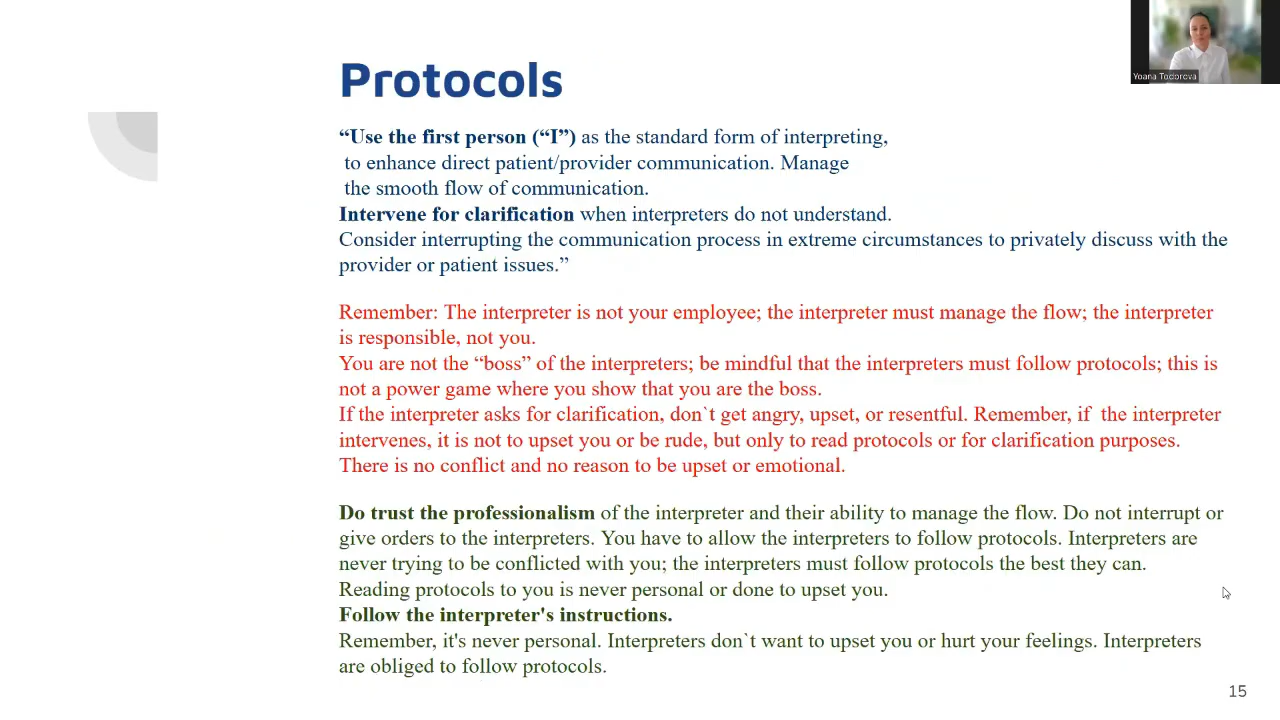 Protocols
Yoana Todorova
“Use the first person (“I”) as the standard form of interpreting,
to enhance direct patient/provider communication. Manage
the smooth flow of communication.
Intervene for clarification when interpreters do not understand.
Consider interrupting the communication process in extreme circumstances to privately discuss with the
provider or patient issues.”
Remember: The interpreter is not your employee; the interpreter must manage the flow; the interpreter
is responsible, not you.
You are not the “boss” of the interpreters; be mindful that the interpreters must follow protocols; this is
not a power game where you show that you are the boss.
If the interpreter asks for clarification, don`t get angry, upset, or resentful. Remember, if the interpreter
intervenes, it is not to upset you or be rude, but only to read protocols or for clarification purposes.
There is no conflict and no reason to be upset or emotional.
Do trust the professionalism of the interpreter and their ability to manage the flow. Do not interrupt or
give orders to the interpreters. You have to allow the interpreters to follow protocols. Interpreters are
never trying to be conflicted with you; the interpreters must follow protocols the best they can.
Reading protocols to you is never personal or done to upset you.
Follow the interpreter's instructions.
Remember, it's never personal. Interpreters don`t want to upset you or hurt your feelings. Interpreters
are obliged to follow protocols.
15